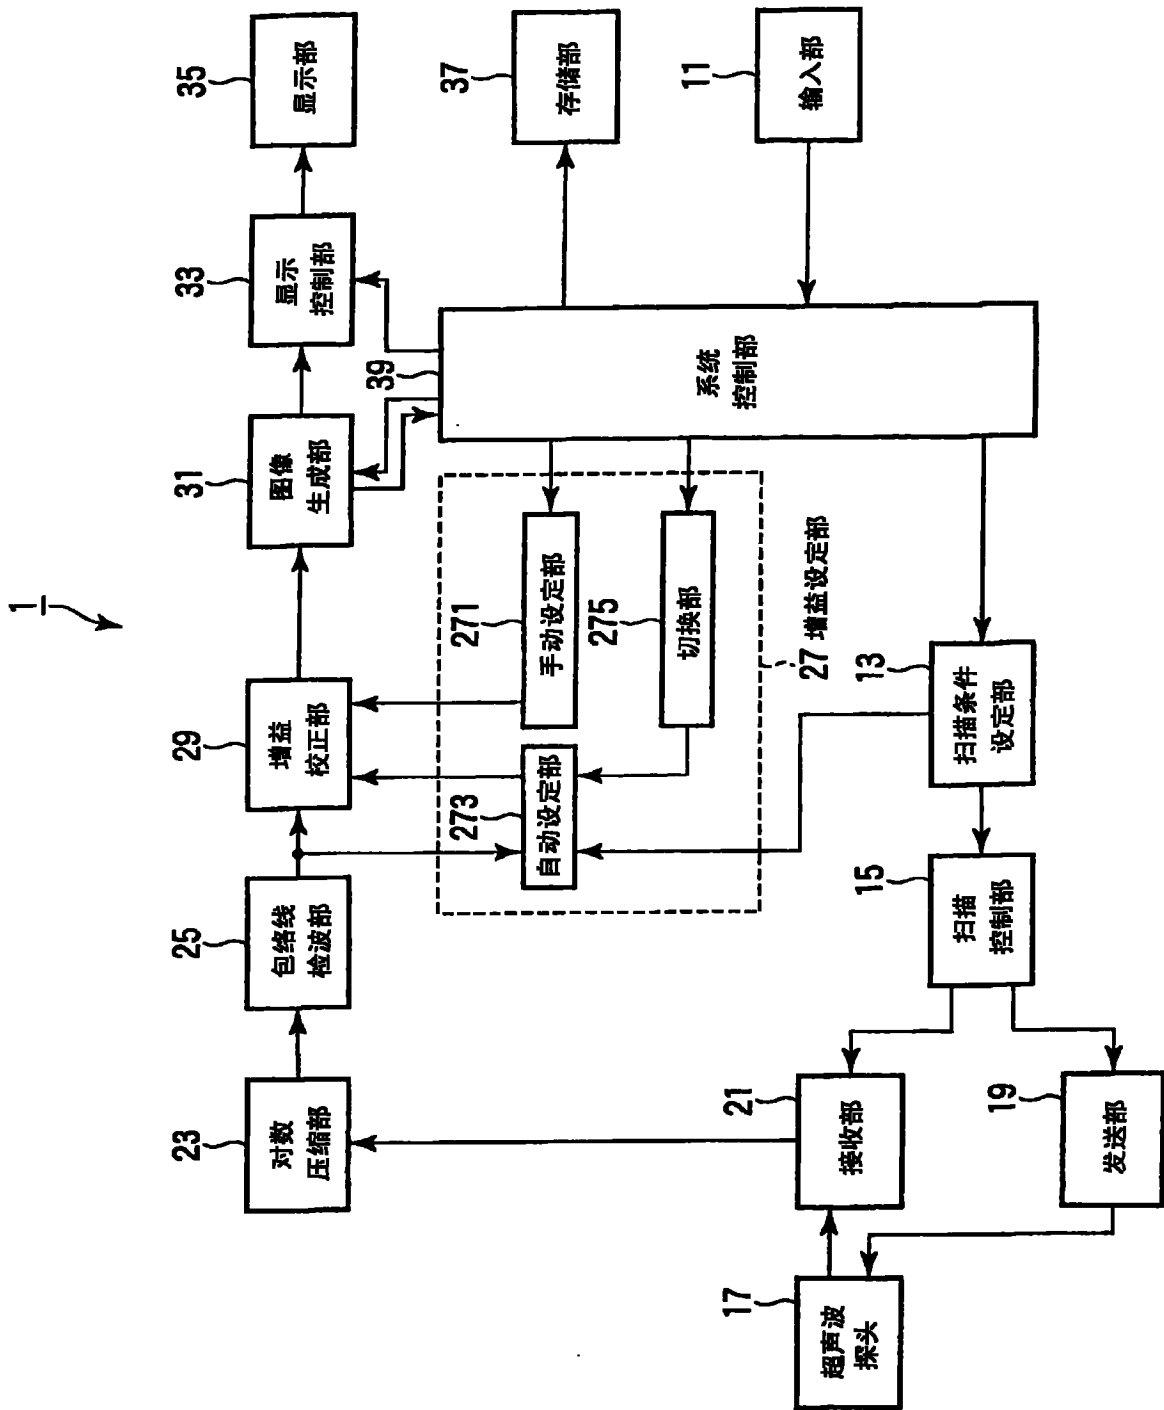 1
17
超声波
探头
19
发送部
21
接收部
23
对数
压缩部
25
包络线
检波部
29
增益
校正部
31
图像
生成部
33
显示
控制部
35
显示部
15
扫描
控制部
13
扫描条件
设定部
273
自动设定部
271
手动设定部
275
切换部
27 增益设定部
39
系统
控制部
37
存储部
11
输入部